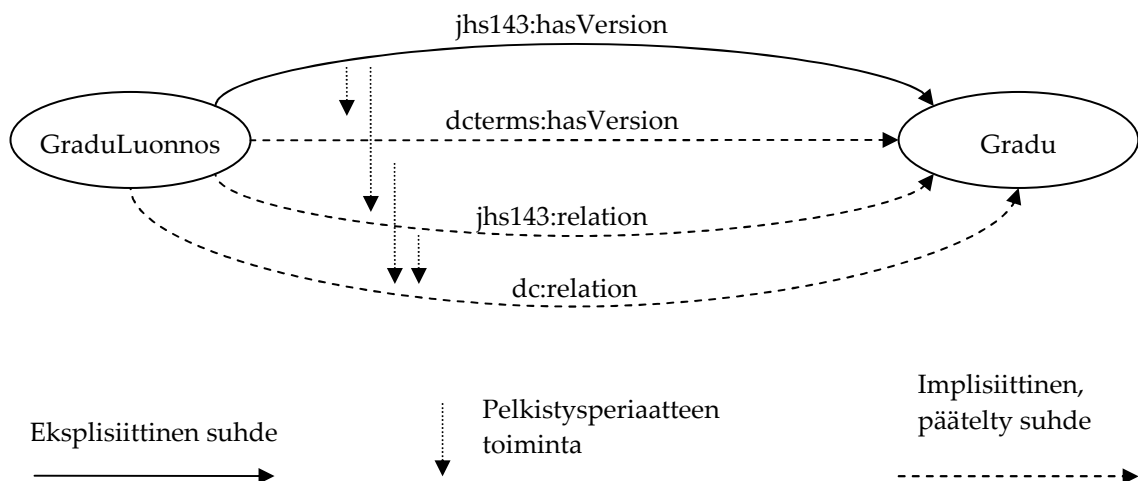 jhs143:hasVersion
GraduLuonnos
dcterms:hasVersion
Gradu
jhs143:relation
dc:relation
Eksplisiittinen suhde
Pelkistysperiaatteen
toiminta
Implisiittinen,
päätelty suhde